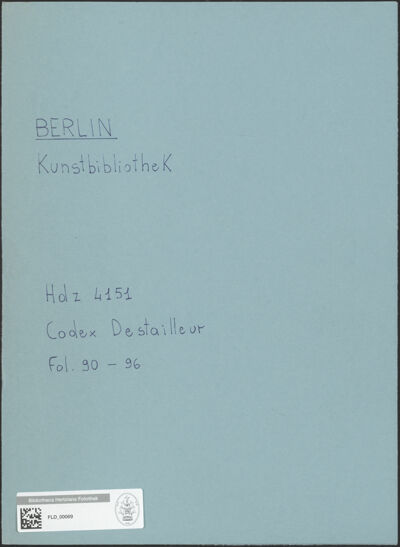 BERLIN
Kunstbibliothek
Hdz 4151
Codex Destailleur
Fol. 90 – 96
Bibliotheca Hertziana Fotothek
FLD_00069